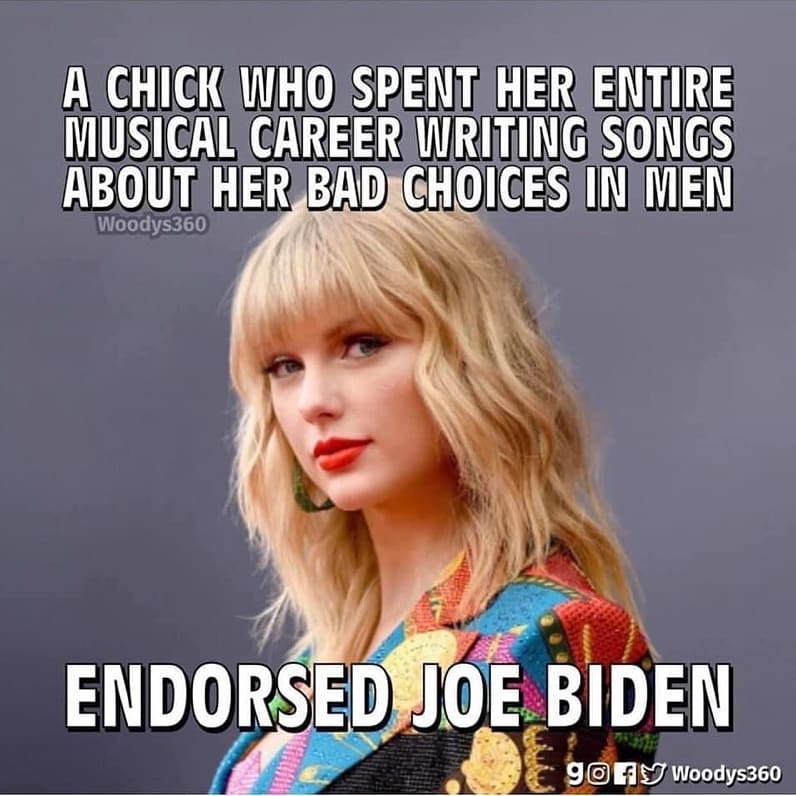 A CHICK WHO SPENT HER ENTIRE
MUSICAL CAREER WRITING SONGS
ABOUT HER BAD CHOICES IN MEN
Woodys360
ENDORSED JOE BIDEN
Woodys360